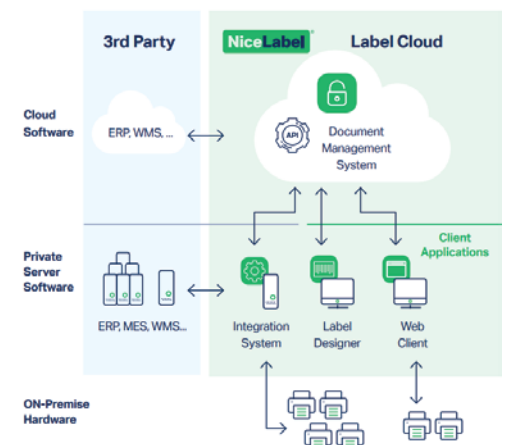 3rd Party
NiceLabel® Label Cloud
Cloud
Software
ERP, WMS, ...
API
Document
Management
System
Client
Applications
Private
Server
Software
ERP, MES, WMS...
Integration
System
Label
Designer
Web
Client
ON-Premise
Hardware